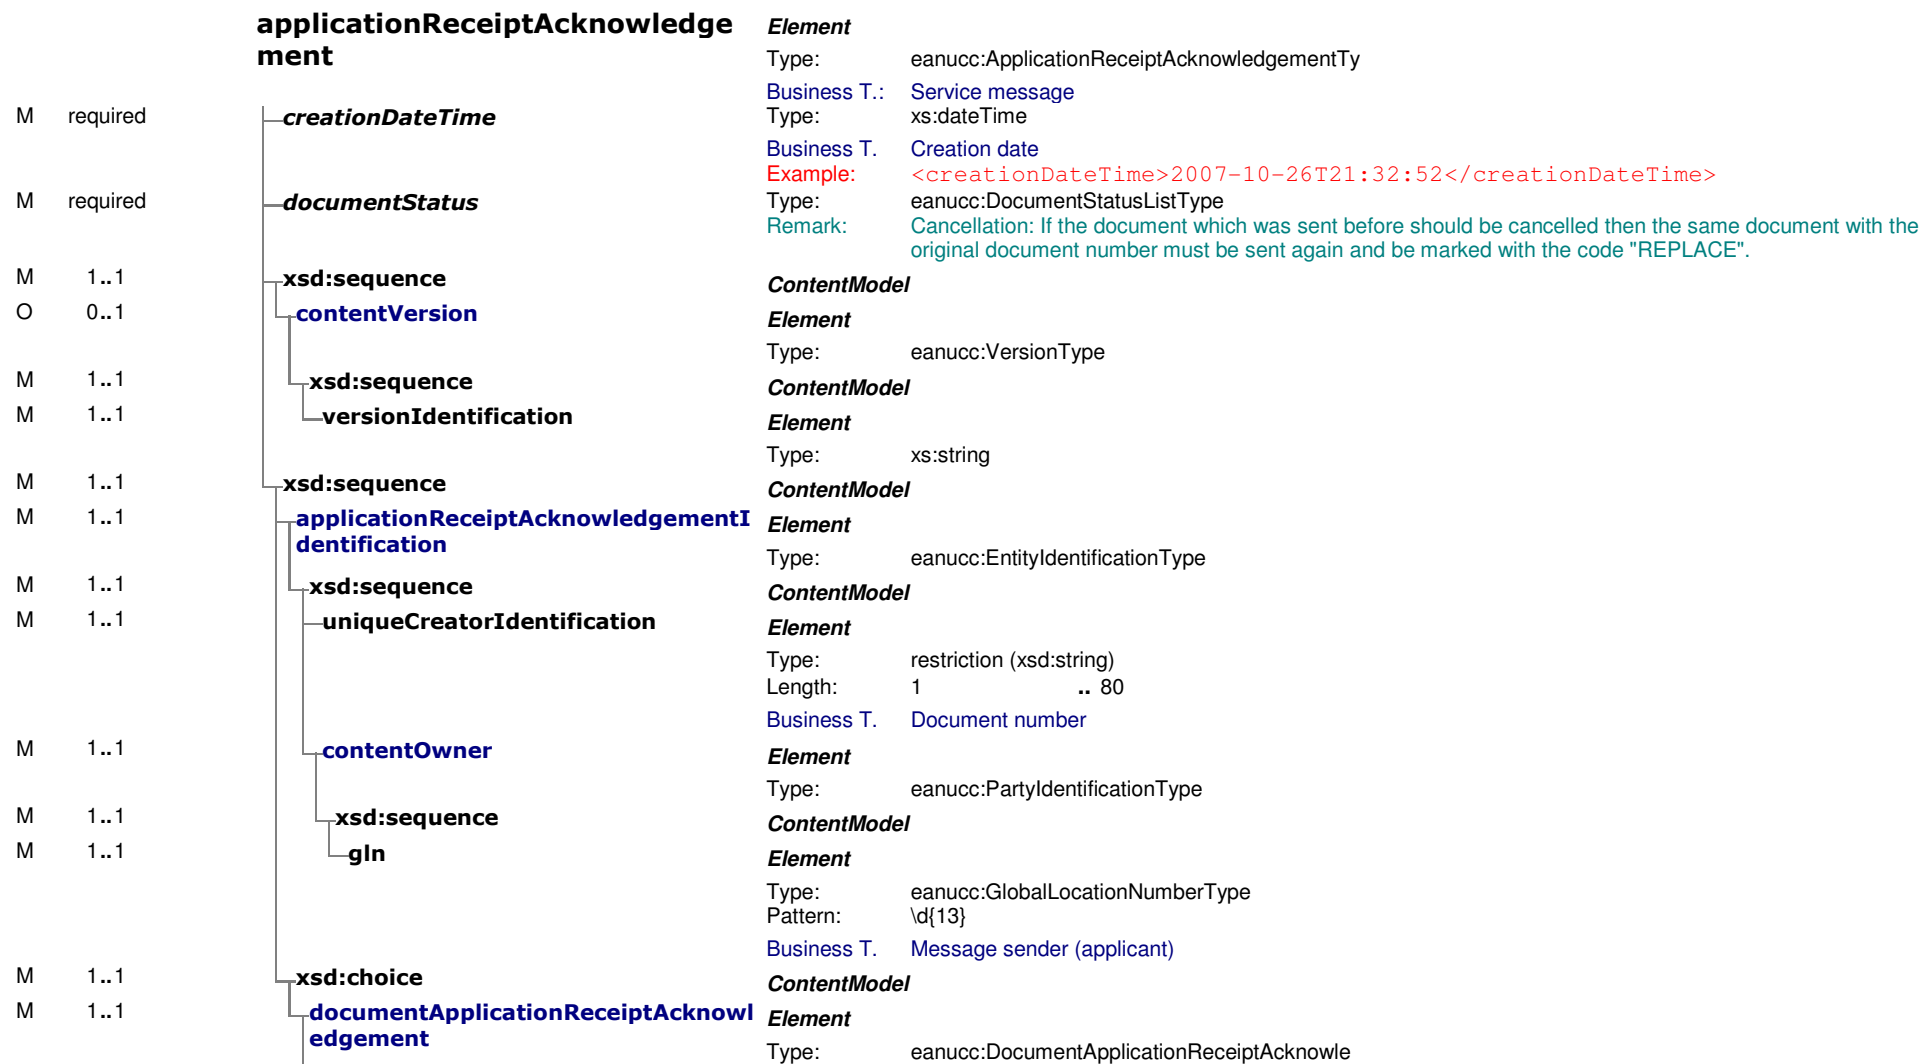 applicationReceiptAcknowledge Element
ment
Type: eanucc:ApplicationReceiptAcknowledgementTy
Business T.: Service message
M required creationDateTime Type: xs:dateTime
Business T. Creation date
Example: <creationDateTime>2007-10-26T21:32:52</creationDateTime>
M required documentStatus Type: eanucc:DocumentStatusListType
Remark: Cancellation: If the document which was sent before should be cancelled then the same document with the
original document number must be sent again and be marked with the code "REPLACE".
M 1..1 xsd:sequence ContentModel
O 0..1 contentVersion Element
Type: eanucc:VersionType
M 1..1 xsd:sequence ContentModel
M 1..1 versionIdentification Element
Type: xs:string
M 1..1 xsd:sequence ContentModel
M 1..1 applicationReceiptAcknowledgementI Element
dentification
Type: eanucc:EntityIdentificationType
M 1..1 xsd:sequence ContentModel
M 1..1 uniqueCreatorIdentification Element
Type: restriction (xsd:string)
Length: 1 .. 80
Business T. Document number
M 1..1 contentOwner Element
Type: eanucc:PartyIdentificationType
M 1..1 xsd:sequence ContentModel
M 1..1 gln Element
Type: eanucc:GlobalLocationNumberType
Pattern: \d{13}
Business T. Message sender (applicant)
M 1..1 xsd:choice ContentModel
M 1..1 documentApplicationReceiptAcknowl Element
edgement
Type: eanucc:DocumentApplicationReceiptAcknowle